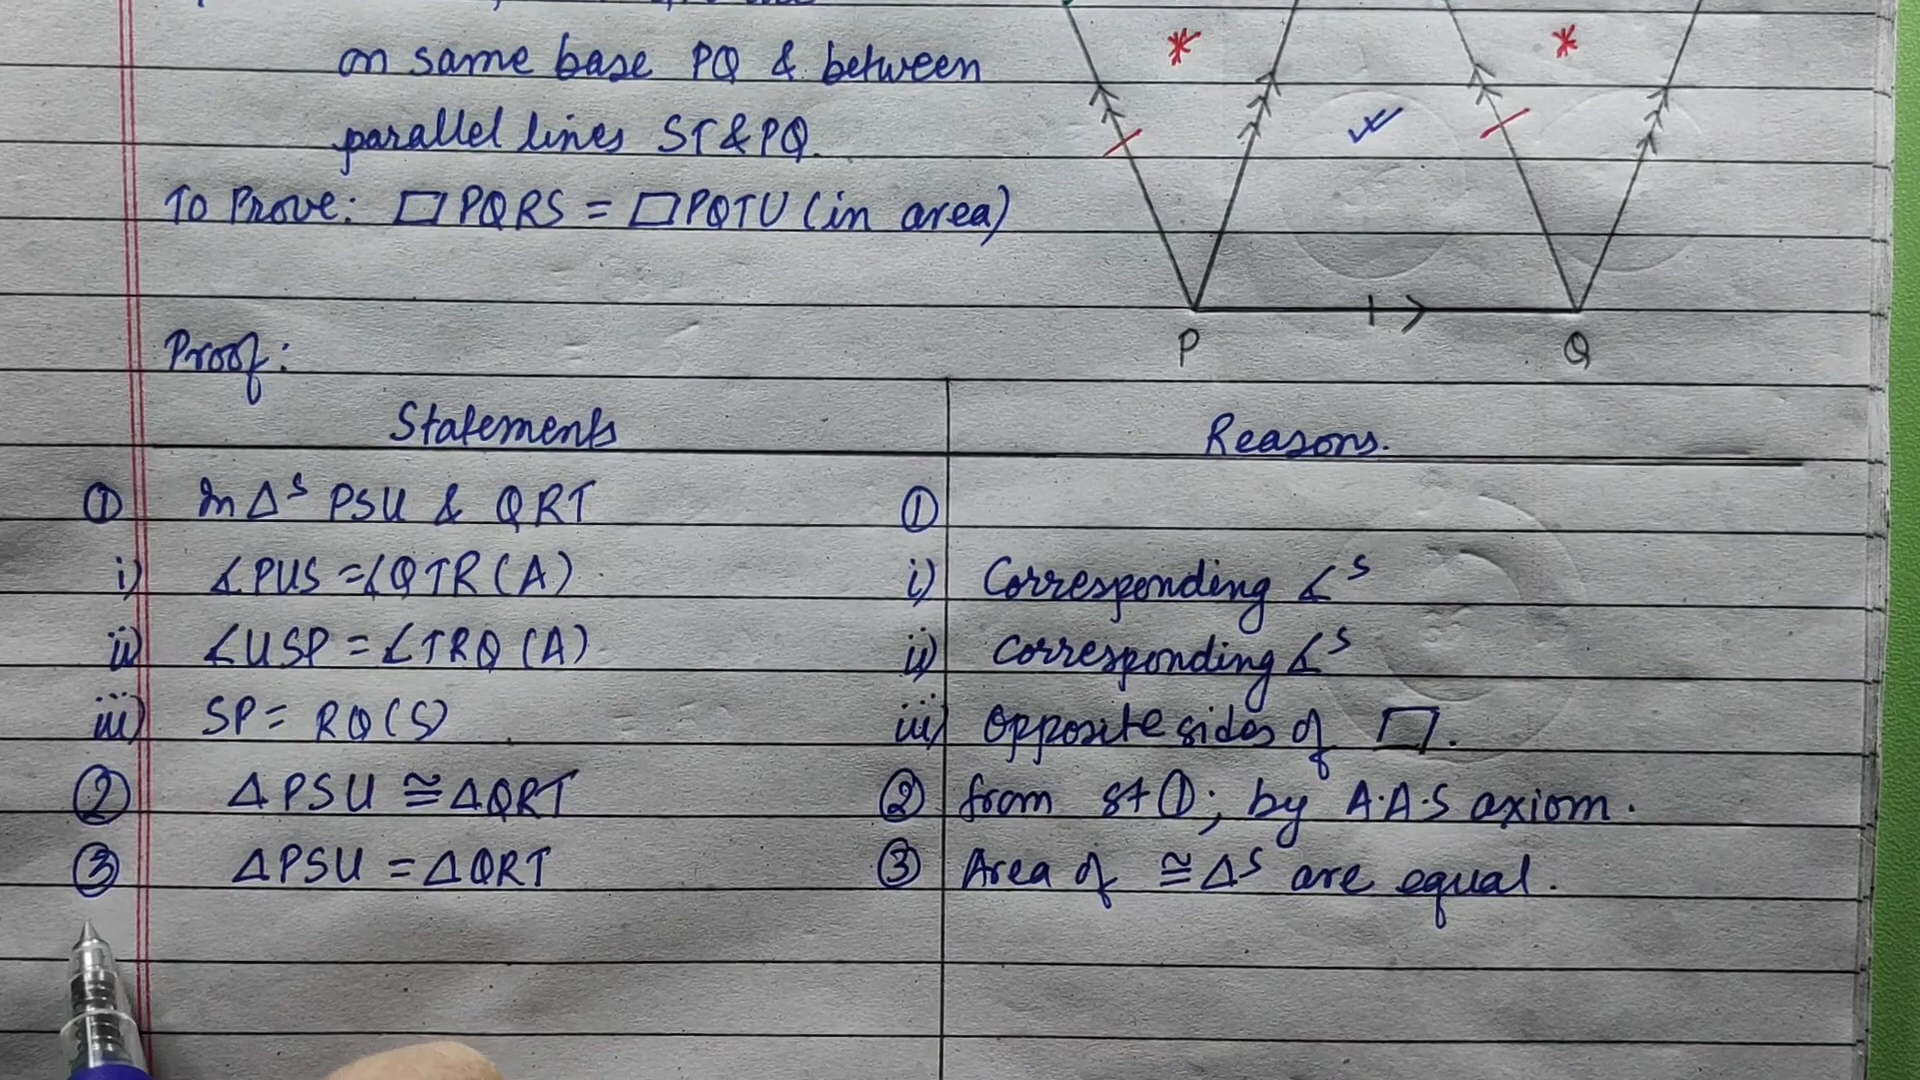 on same base PQ & between
parallel lines ST & PQ.
To Prove: ▱PQRS = ▱PQTU (in area)
P
Q
Proof:
Statements
Reasons.
① In Δˢ PSU & QRT
①
i) ∡PUS = ∡QTR (A)
i) Corresponding ∡ˢ
ii) ∡USP = ∡TRQ (A)
ii) Corresponding ∡ˢ
iii) SP = RQ (S)
iii) Opposite sides of ▱.
② ΔPSU ≅ ΔQRT
② from st ①; by A.A.S axiom.
③ ΔPSU = ΔQRT
③ Area of ≅ Δˢ are equal.